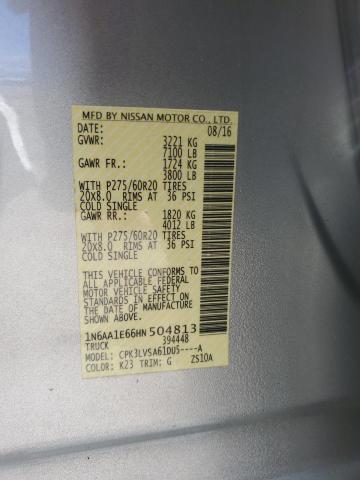 MFD BY NISSAN MOTOR CO., LTD.
DATE: 08/16
GVWR: 3221 KG
7100 LB
GAWR FR.: 1724 KG
3800 LB
WITH P275/60R20 TIRES
20X8.0 RIMS AT 36 PSI
COLD SINGLE
GAWR RR.: 1820 KG
4012 LB
WITH P275/60R20 TIRES
20X8.0 RIMS AT 36 PSI
COLD SINGLE
THIS VEHICLE CONFORMS TO
ALL APPLICABLE FEDERAL
MOTOR VEHICLE SAFETY
STANDARDS IN EFFECT ON
THE DATE OF MANUFACTURE
1N6AA1E66HN504813
TRUCK 394448
MODEL: CPK3LVSA61DU5----A
COLOR: K23 TRIM: G ZS10A